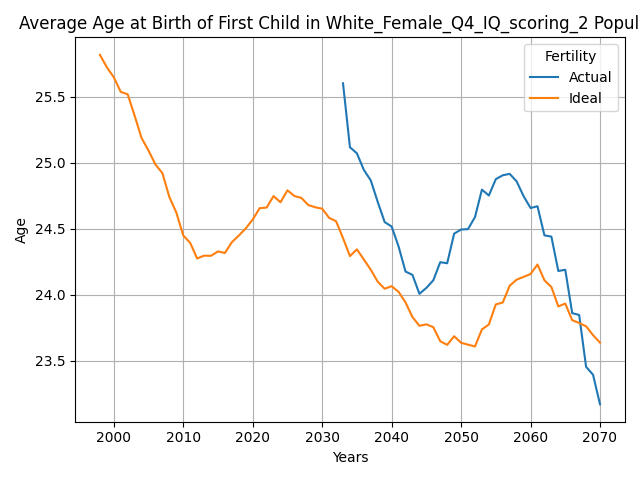 Average Age at Birth of First Child in White_Female_Q4_IQ_scoring_2 Popul
Fertility
Actual
Ideal
25.5
25.0
24.5
24.0
23.5
Age
2000 2010 2020 2030 2040 2050 2060 2070
Years